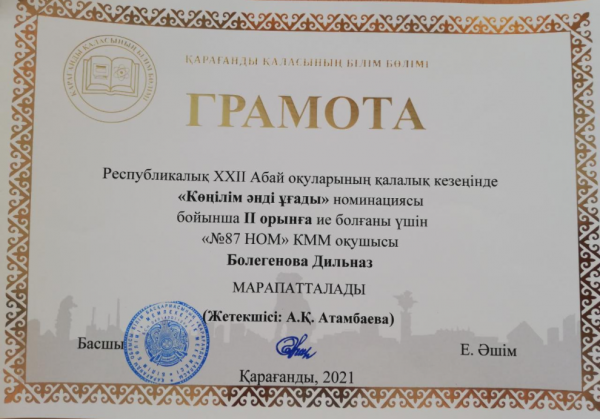 ҚАРАҒАНДЫ ҚАЛАСЫНЫҢ БІЛІМ БӨЛІМІ
ГРАМОТА
Республикалық XXII Абай оқуларының қалалық кезеңінде
«Көңілім әнді ұғады» номинациясы
бойынша ІІ орынға ие болғаны үшін
«№87 НОМ» КММ оқушысы
Болегенова Дильназ
МАРАПАТТАЛАДЫ
(Жетекшісі: А.Қ. Атамбаева)
Басшы
Е. Әшім
Қарағанды, 2021